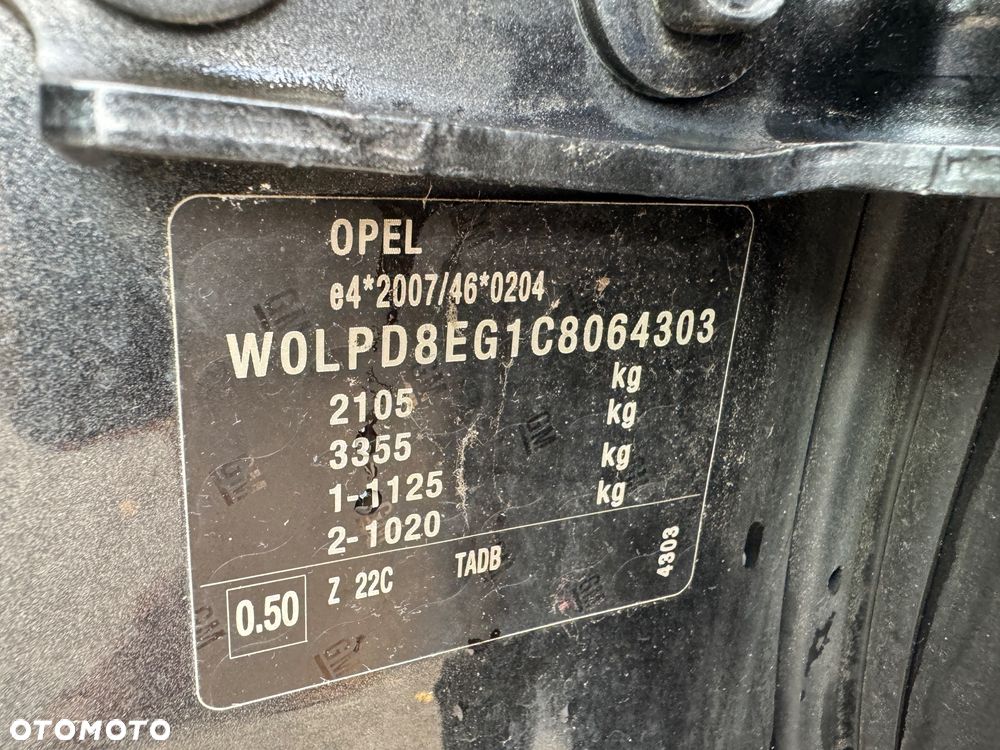 OPEL
e4*2007/46*0204
W0LPD8EG1C8064303
2105 kg
3355 kg
1-1125 kg
2-1020 kg
0.50 Z 22C TADB 4303
OTOMOTO